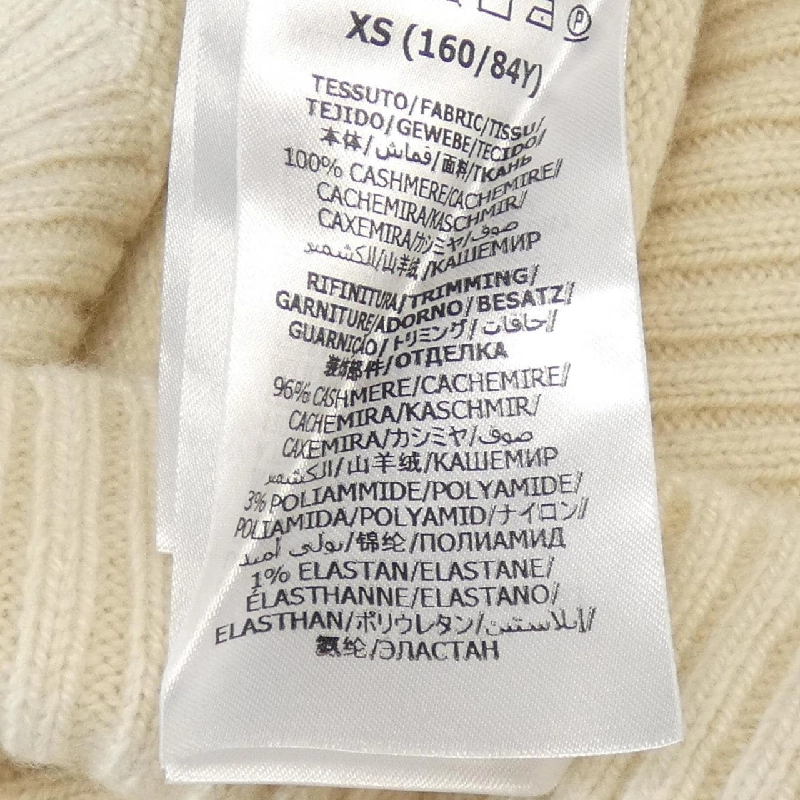 P
XS (160/84Y)
TESSUTO/FABRIC/TISSU/
TEJIDO/GEWEBE/TECIDO/
本体/قماش/面料/ТКАНЬ
100% CASHMERE/CACHEMIRE/
CACHEMIRA/KASCHMIR/
CAXEMIRA/カシミヤ/صوف
الكشمير/山羊绒/КАШЕМИР
RIFINITURA/TRIMMING/
GARNITURE/ADORNO/BESATZ/
GUARNIÇÃO/トリミング/حافات/
装饰部件/ОТДЕЛКА
96% CASHMERE/CACHEMIRE/
CACHEMIRA/KASCHMIR/
CAXEMIRA/カシミヤ/صوف
الكشمير/山羊绒/КАШЕМИР
3% POLIAMMIDE/POLYAMIDE/
POLIAMIDA/POLYAMID/ナイロン/
بولي أميد/锦纶/ПОЛИАМИД
1% ELASTAN/ELASTANE/
ÉLASTHANNE/ELASTANO/
ELASTHAN/ポリウレタン/إيلاستين/
氨纶/ЭЛАСТАН